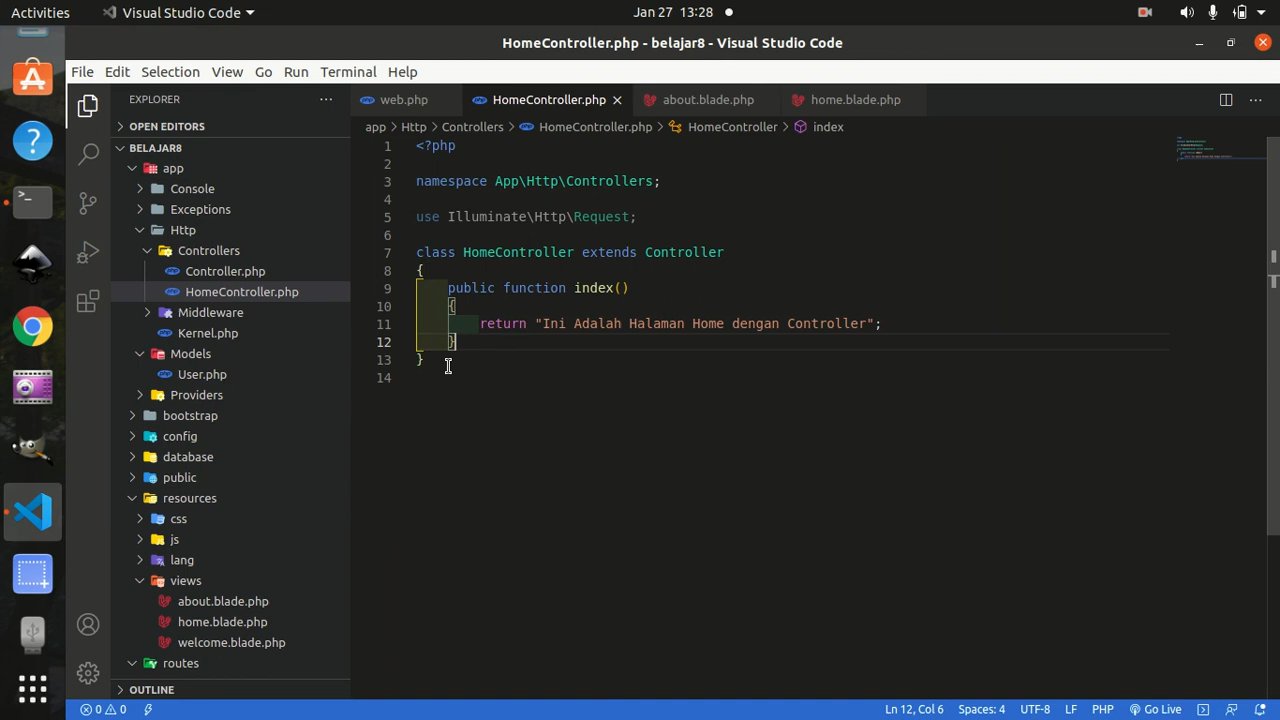 Activities Visual Studio Code Jan 27 13:28
HomeController.php - belajar8 - Visual Studio Code
File Edit Selection View Go Run Terminal Help
EXPLORER
OPEN EDITORS
BELAJAR8
app
Console
Exceptions
Http
Controllers
Controller.php
HomeController.php
Middleware
Kernel.php
Models
User.php
Providers
bootstrap
config
database
public
resources
css
js
lang
views
about.blade.php
home.blade.php
welcome.blade.php
routes
OUTLINE
web.php HomeController.php about.blade.php home.blade.php
app > Http > Controllers > HomeController.php > HomeController > index
1 <?php
2
3 namespace App\Http\Controllers;
4
5 use Illuminate\Http\Request;
6
7 class HomeController extends Controller
8 {
9 public function index()
10 {
11 return "Ini Adalah Halaman Home dengan Controller";
12 }
13 }
14
0 0 Ln 12, Col 6 Spaces: 4 UTF-8 LF PHP Go Live